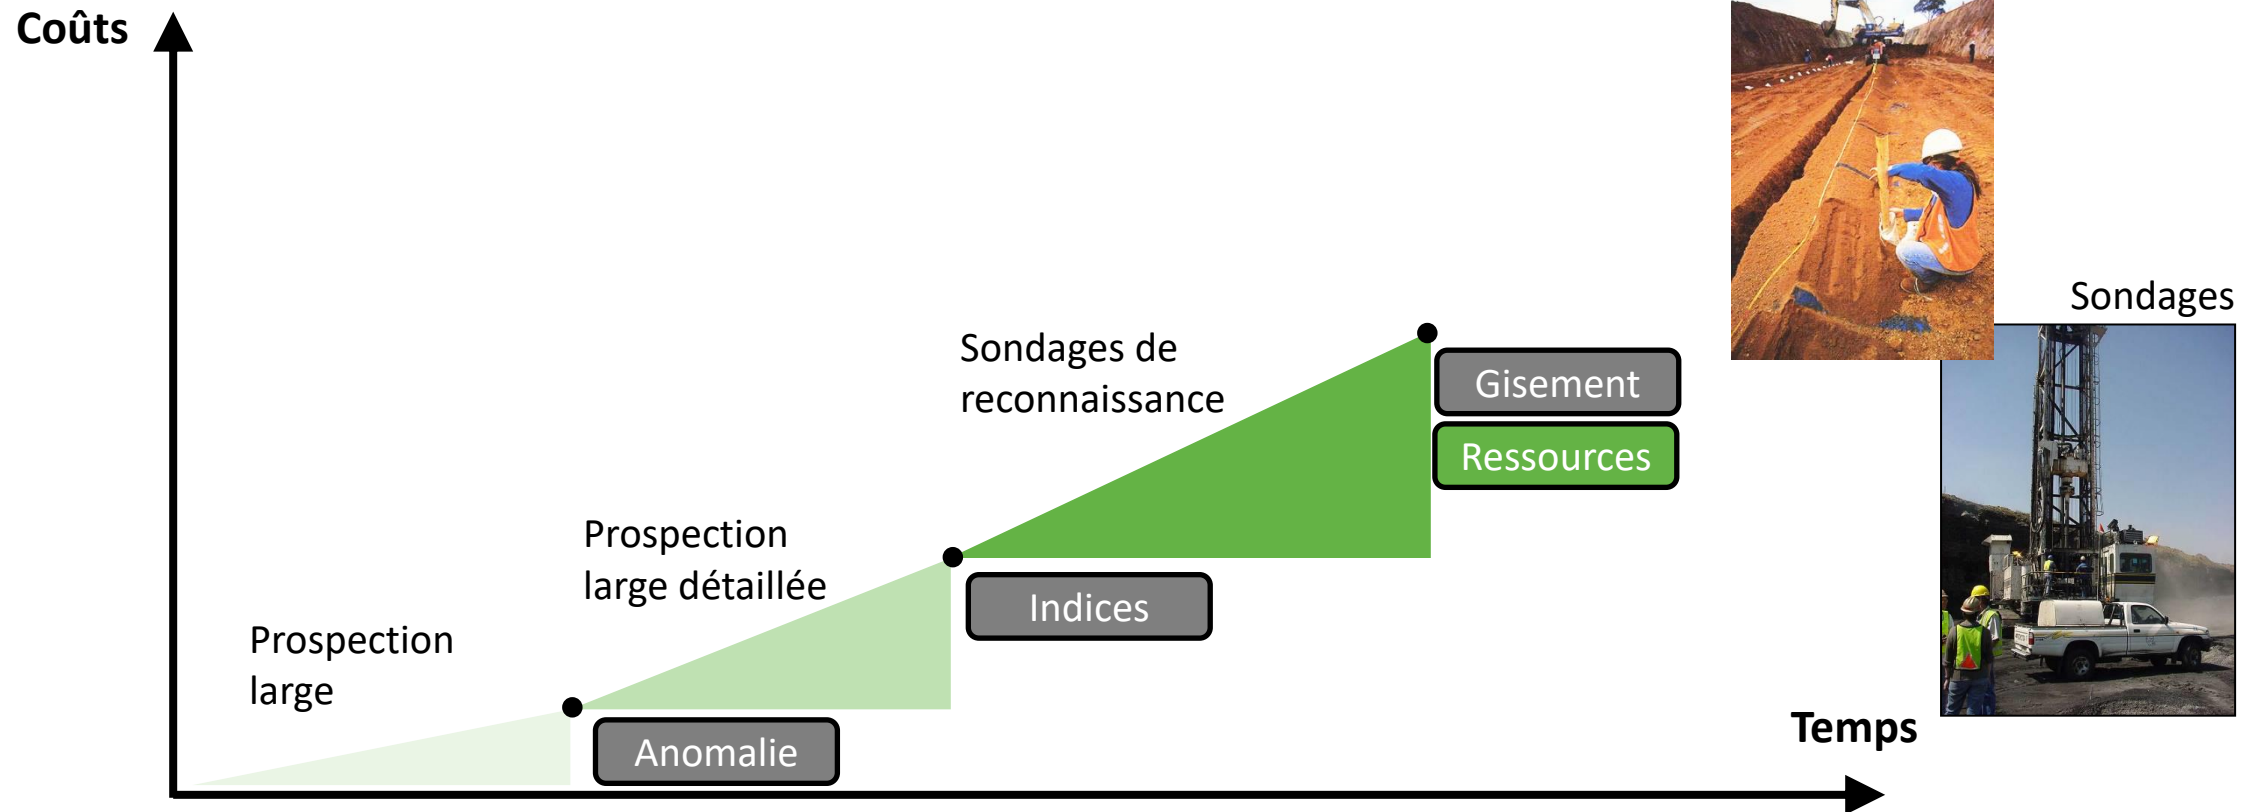 Coûts
Sondages
Sondages de
reconnaissance
Gisement
Ressources
Prospection
large détaillée
Indices
Prospection
large
Anomalie
Temps